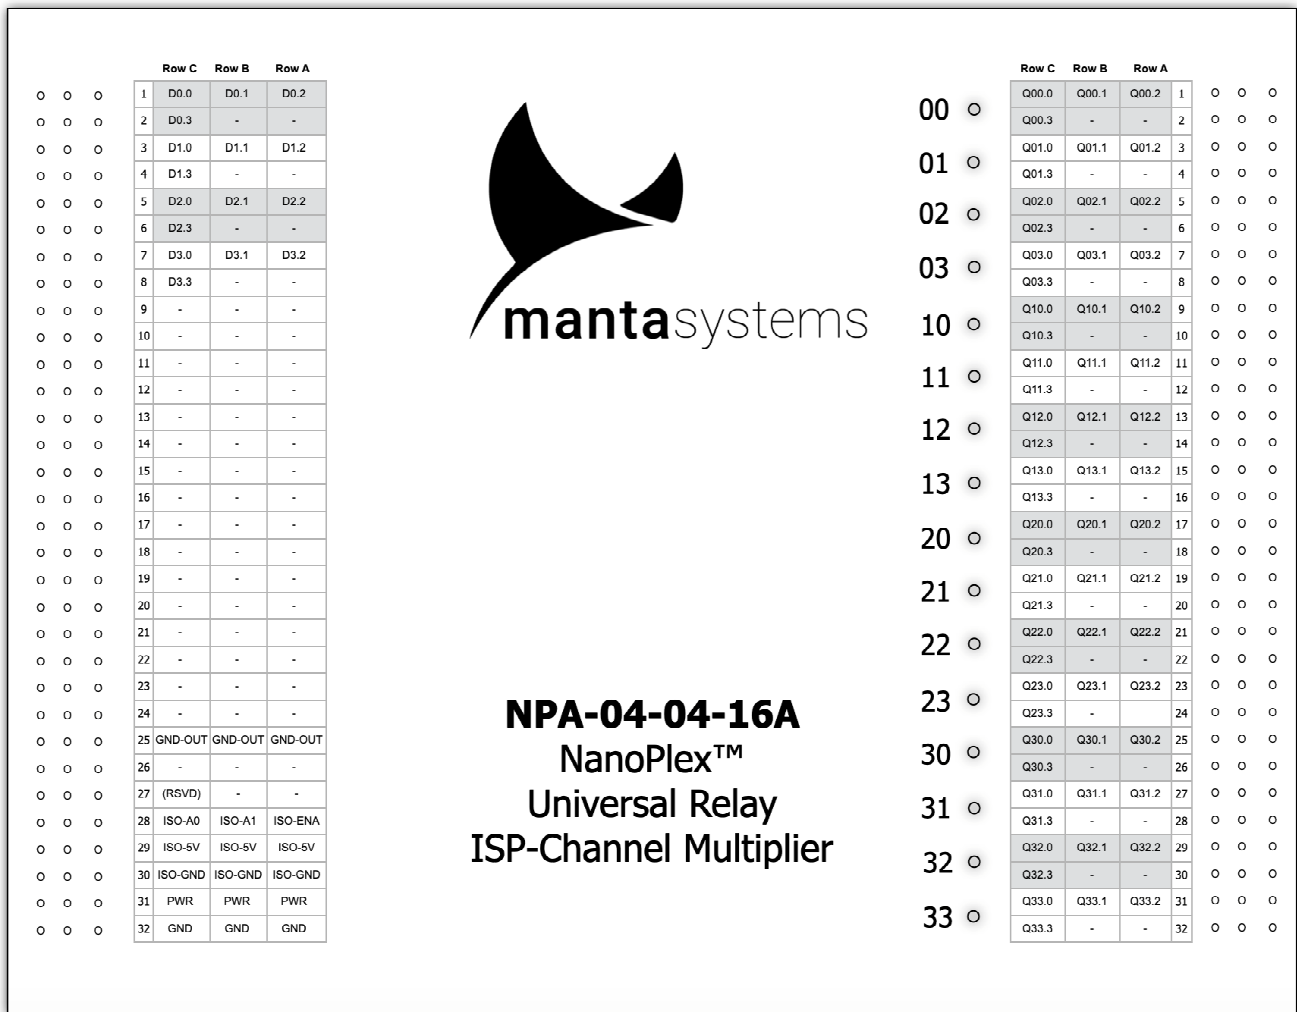 Row C Row B Row A
1 D0.0 D0.1 D0.2
2 D0.3 - -
3 D1.0 D1.1 D1.2
4 D1.3 - -
5 D2.0 D2.1 D2.2
6 D2.3 - -
7 D3.0 D3.1 D3.2
8 D3.3 - -
9 - - -
10 - - -
11 - - -
12 - - -
13 - - -
14 - - -
15 - - -
16 - - -
17 - - -
18 - - -
19 - - -
20 - - -
21 - - -
22 - - -
23 - - -
24 - - -
25 GND-OUT GND-OUT GND-OUT
26 - - -
27 (RSVD) - -
28 ISO-A0 ISO-A1 ISO-ENA
29 ISO-5V ISO-5V ISO-5V
30 ISO-GND ISO-GND ISO-GND
31 PWR PWR PWR
32 GND GND GND
mantasystems
NPA-04-04-16A
NanoPlex™
Universal Relay
ISP-Channel Multiplier
00
01
02
03
10
11
12
13
20
21
22
23
30
31
32
33
Row C Row B Row A
Q00.0 Q00.1 Q00.2 1
Q00.3 - - 2
Q01.0 Q01.1 Q01.2 3
Q01.3 - - 4
Q02.0 Q02.1 Q02.2 5
Q02.3 - - 6
Q03.0 Q03.1 Q03.2 7
Q03.3 - - 8
Q10.0 Q10.1 Q10.2 9
Q10.3 - - 10
Q11.0 Q11.1 Q11.2 11
Q11.3 - - 12
Q12.0 Q12.1 Q12.2 13
Q12.3 - - 14
Q13.0 Q13.1 Q13.2 15
Q13.3 - - 16
Q20.0 Q20.1 Q20.2 17
Q20.3 - - 18
Q21.0 Q21.1 Q21.2 19
Q21.3 - - 20
Q22.0 Q22.1 Q22.2 21
Q22.3 - - 22
Q23.0 Q23.1 Q23.2 23
Q23.3 - 24
Q30.0 Q30.1 Q30.2 25
Q30.3 - - 26
Q31.0 Q31.1 Q31.2 27
Q31.3 - - 28
Q32.0 Q32.1 Q32.2 29
Q32.3 - - 30
Q33.0 Q33.1 Q33.2 31
Q33.3 - - 32